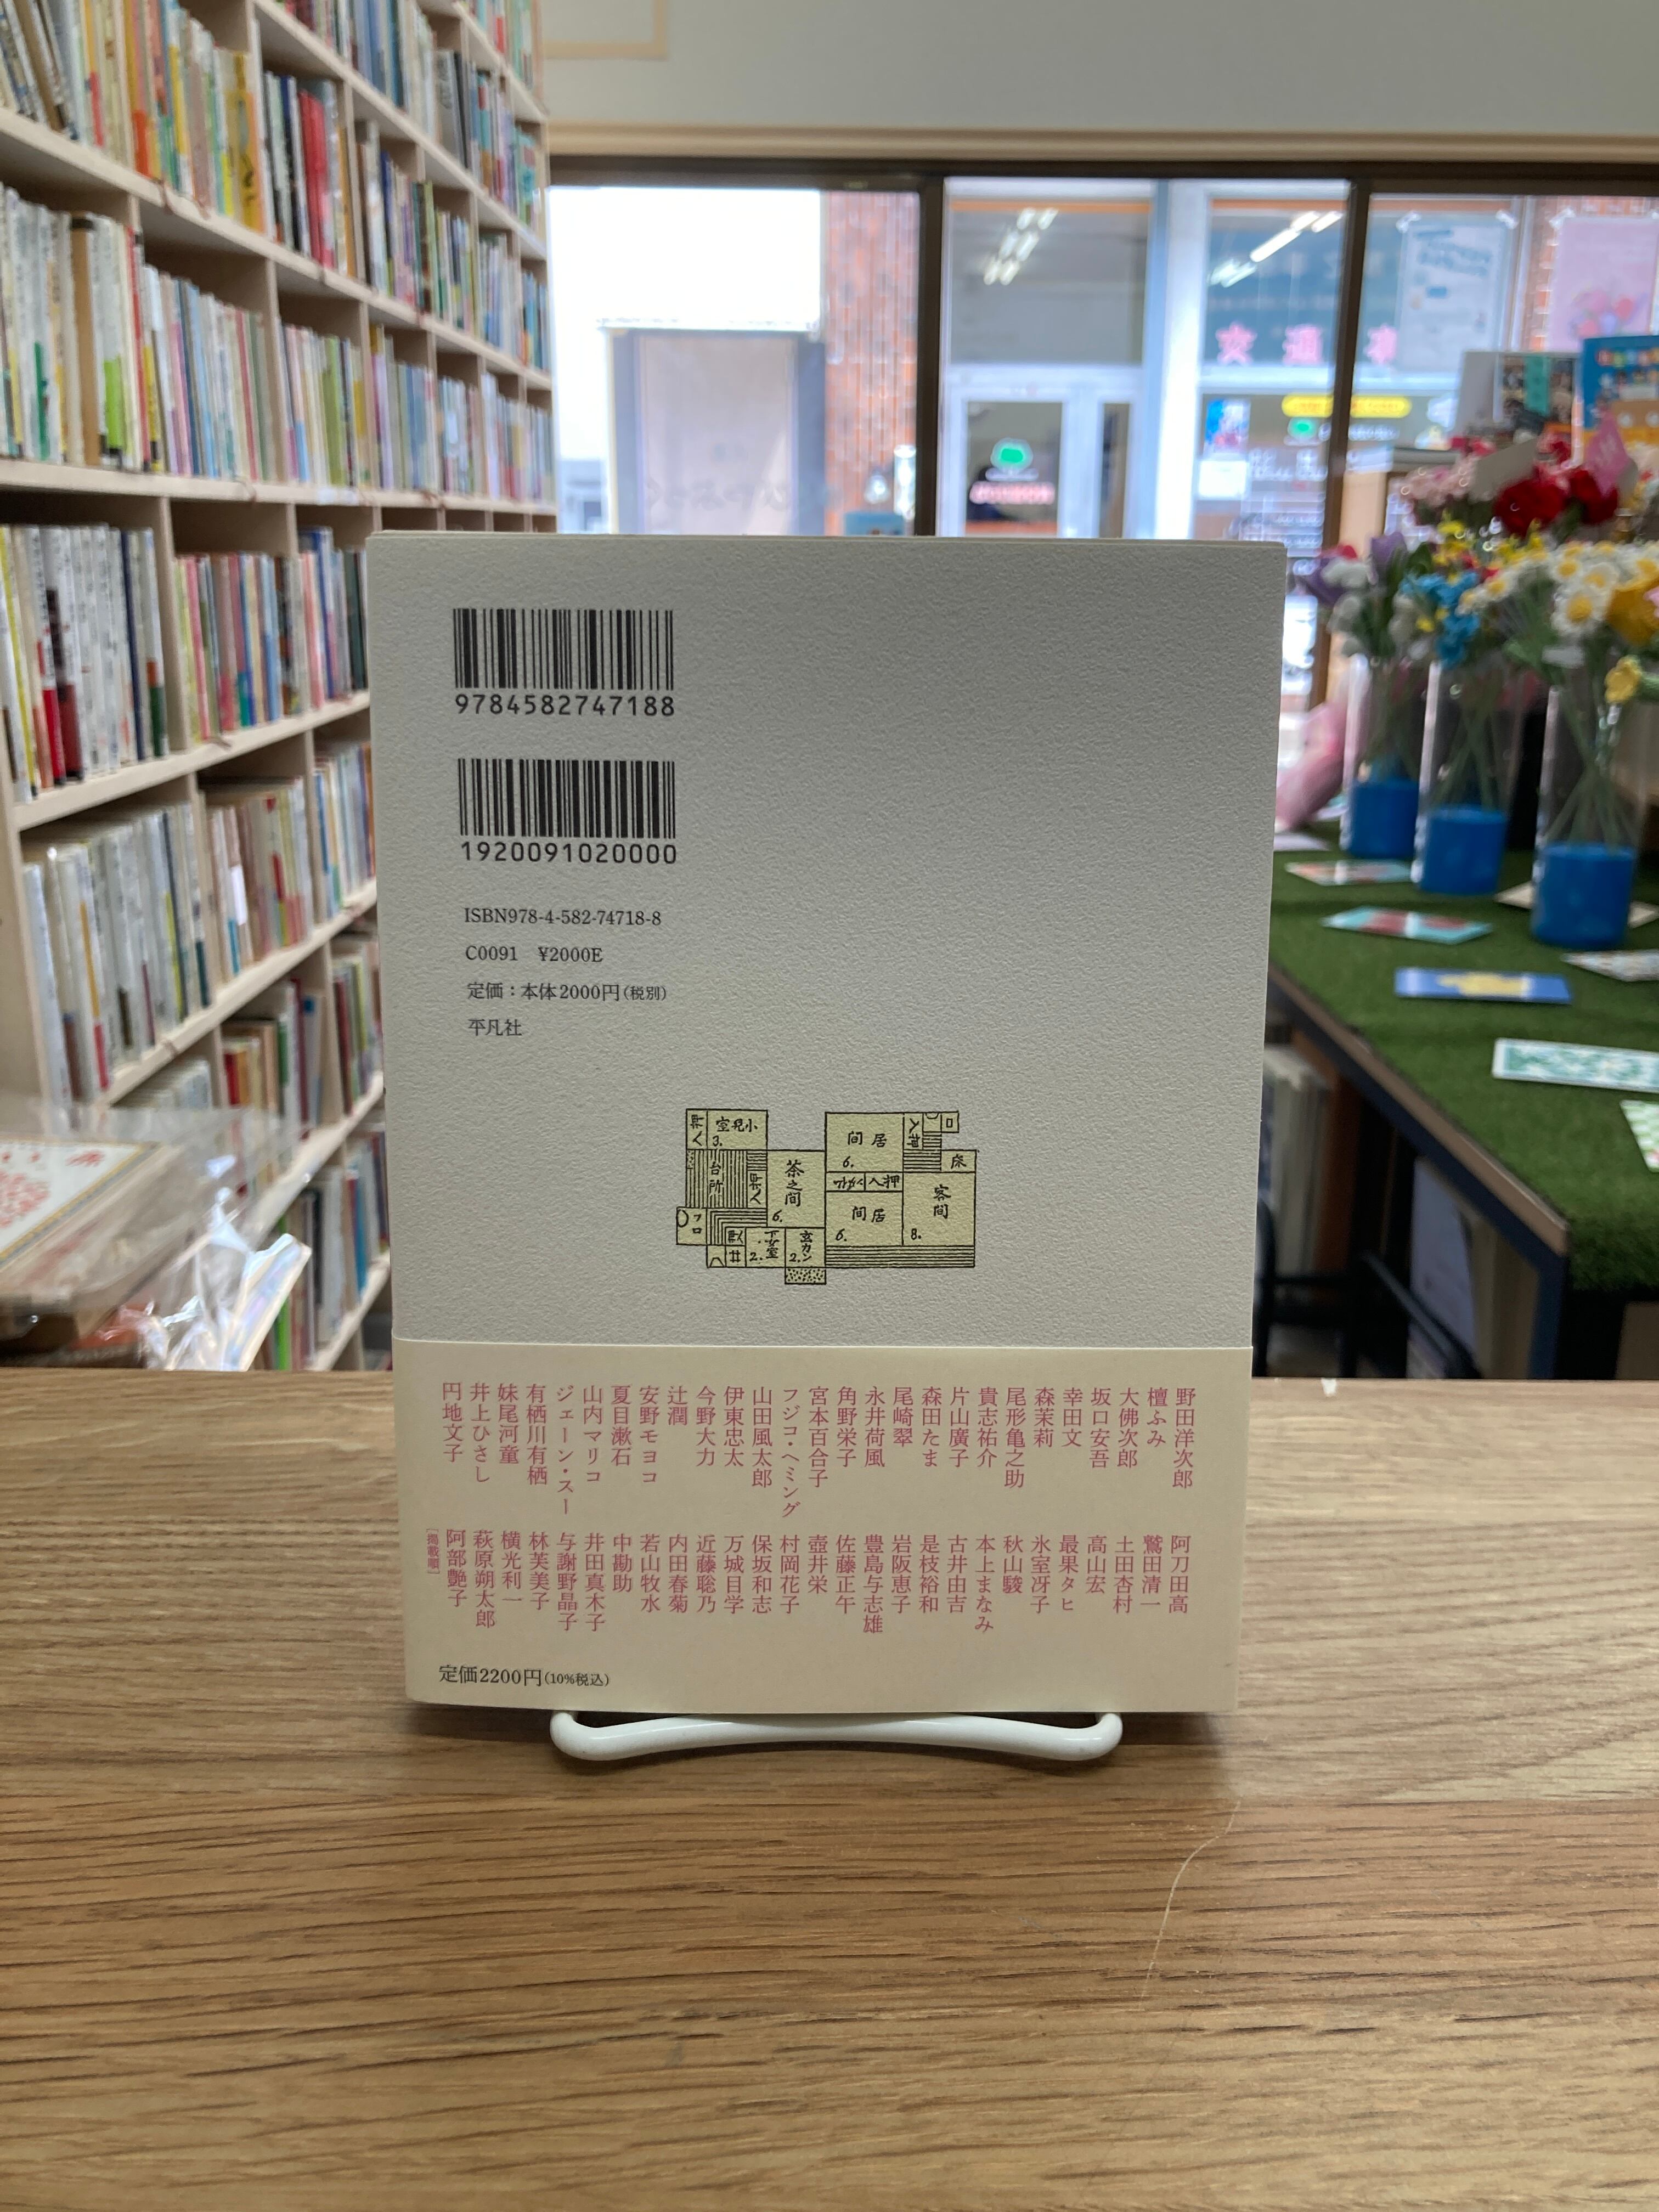 9784582747188
1920091020000
ISBN978-4-582-74718-8
C0091 ¥2000E
定価：本体2000円（税別）
平凡社
押入
小児室
3.
台所
押入
茶之間
6.
フロ
井
下女室
2.
玄カン
2.
居間
6.
押入
押入
居間
6.
床
客間
8.
野田洋次郎
檀ふみ
大佛次郎
坂口安吾
幸田文
森茉莉
尾形亀之助
貴志祐介
片山廣子
森田たま
尾崎翠
永井荷風
角野栄子
宮本百合子
フジコ・ヘミング
山田風太郎
伊東忠太
今野大力
辻潤
安野モヨコ
夏目漱石
山内マリコ
ジェーン・スー
有栖川有栖
妹尾河童
井上ひさし
円地文子
阿刀田高
鷲田清一
土田杏村
高山宏
最果タヒ
氷室冴子
秋山駿
本上まなみ
古井由吉
是枝裕和
岩阪恵子
豊島与志雄
佐藤正午
壺井栄
村岡花子
保坂和志
万城目学
近藤聡乃
内田春菊
若山牧水
中勘助
井田真木子
与謝野晶子
林芙美子
横光利一
萩原朔太郎
阿部艶子
［掲載順］
定価2200円（10％税込）